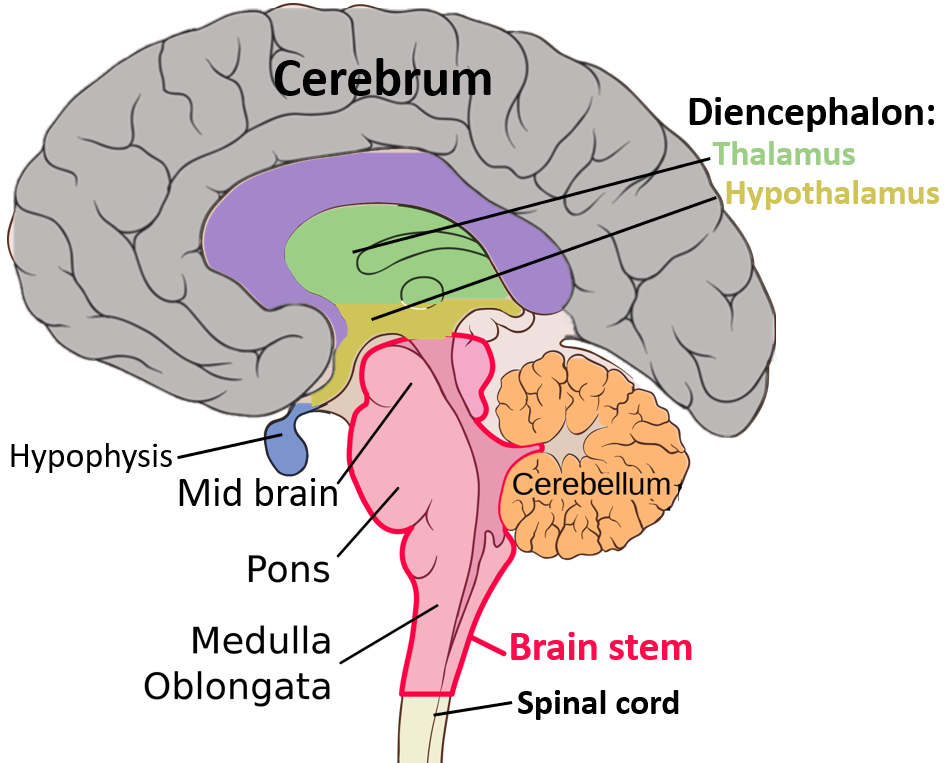 Cerebrum
Diencephalon:
Thalamus
Hypothalamus
Hypophysis
Mid brain
Cerebellum
Pons
Medulla
Oblongata
Brain stem
Spinal cord